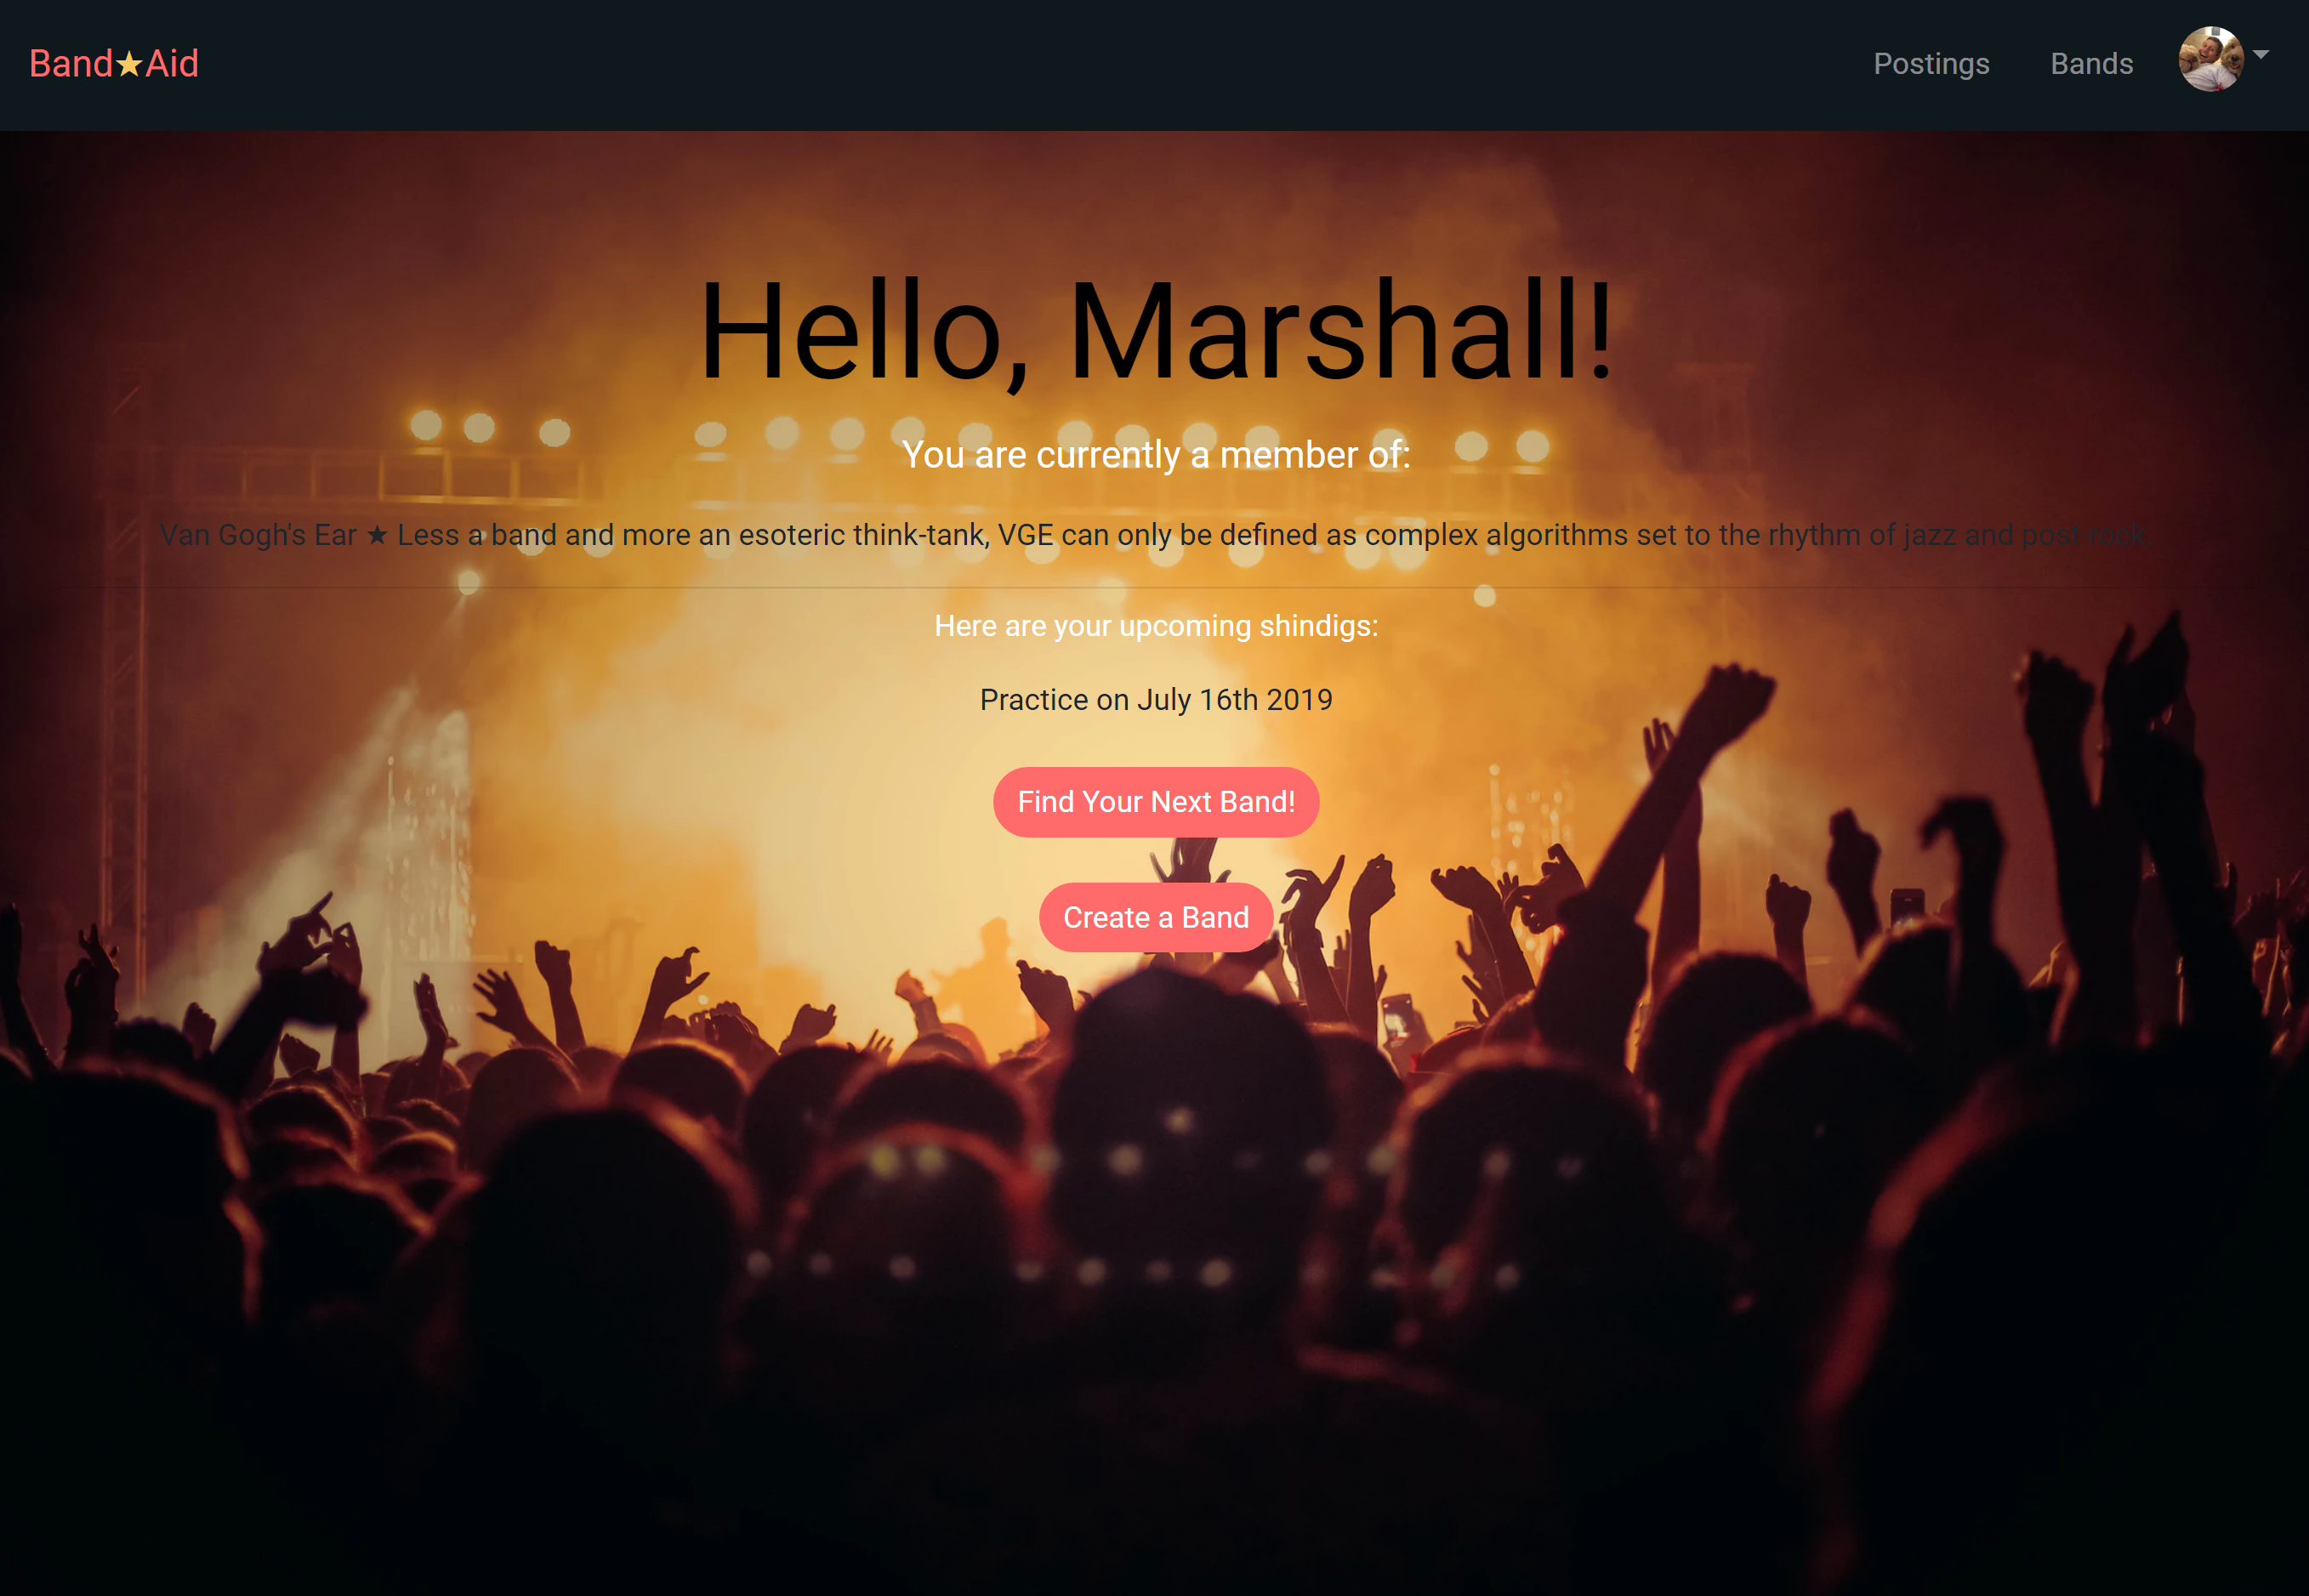 Band★Aid
Postings
Bands
Hello, Marshall!
You are currently a member of:
Van Gogh's Ear ★ Less a band and more an esoteric think-tank, VGE can only be defined as complex algorithms set to the rhythm of jazz and post-rock.
Here are your upcoming shindigs:
Practice on July 16th 2019
Find Your Next Band!
Create a Band